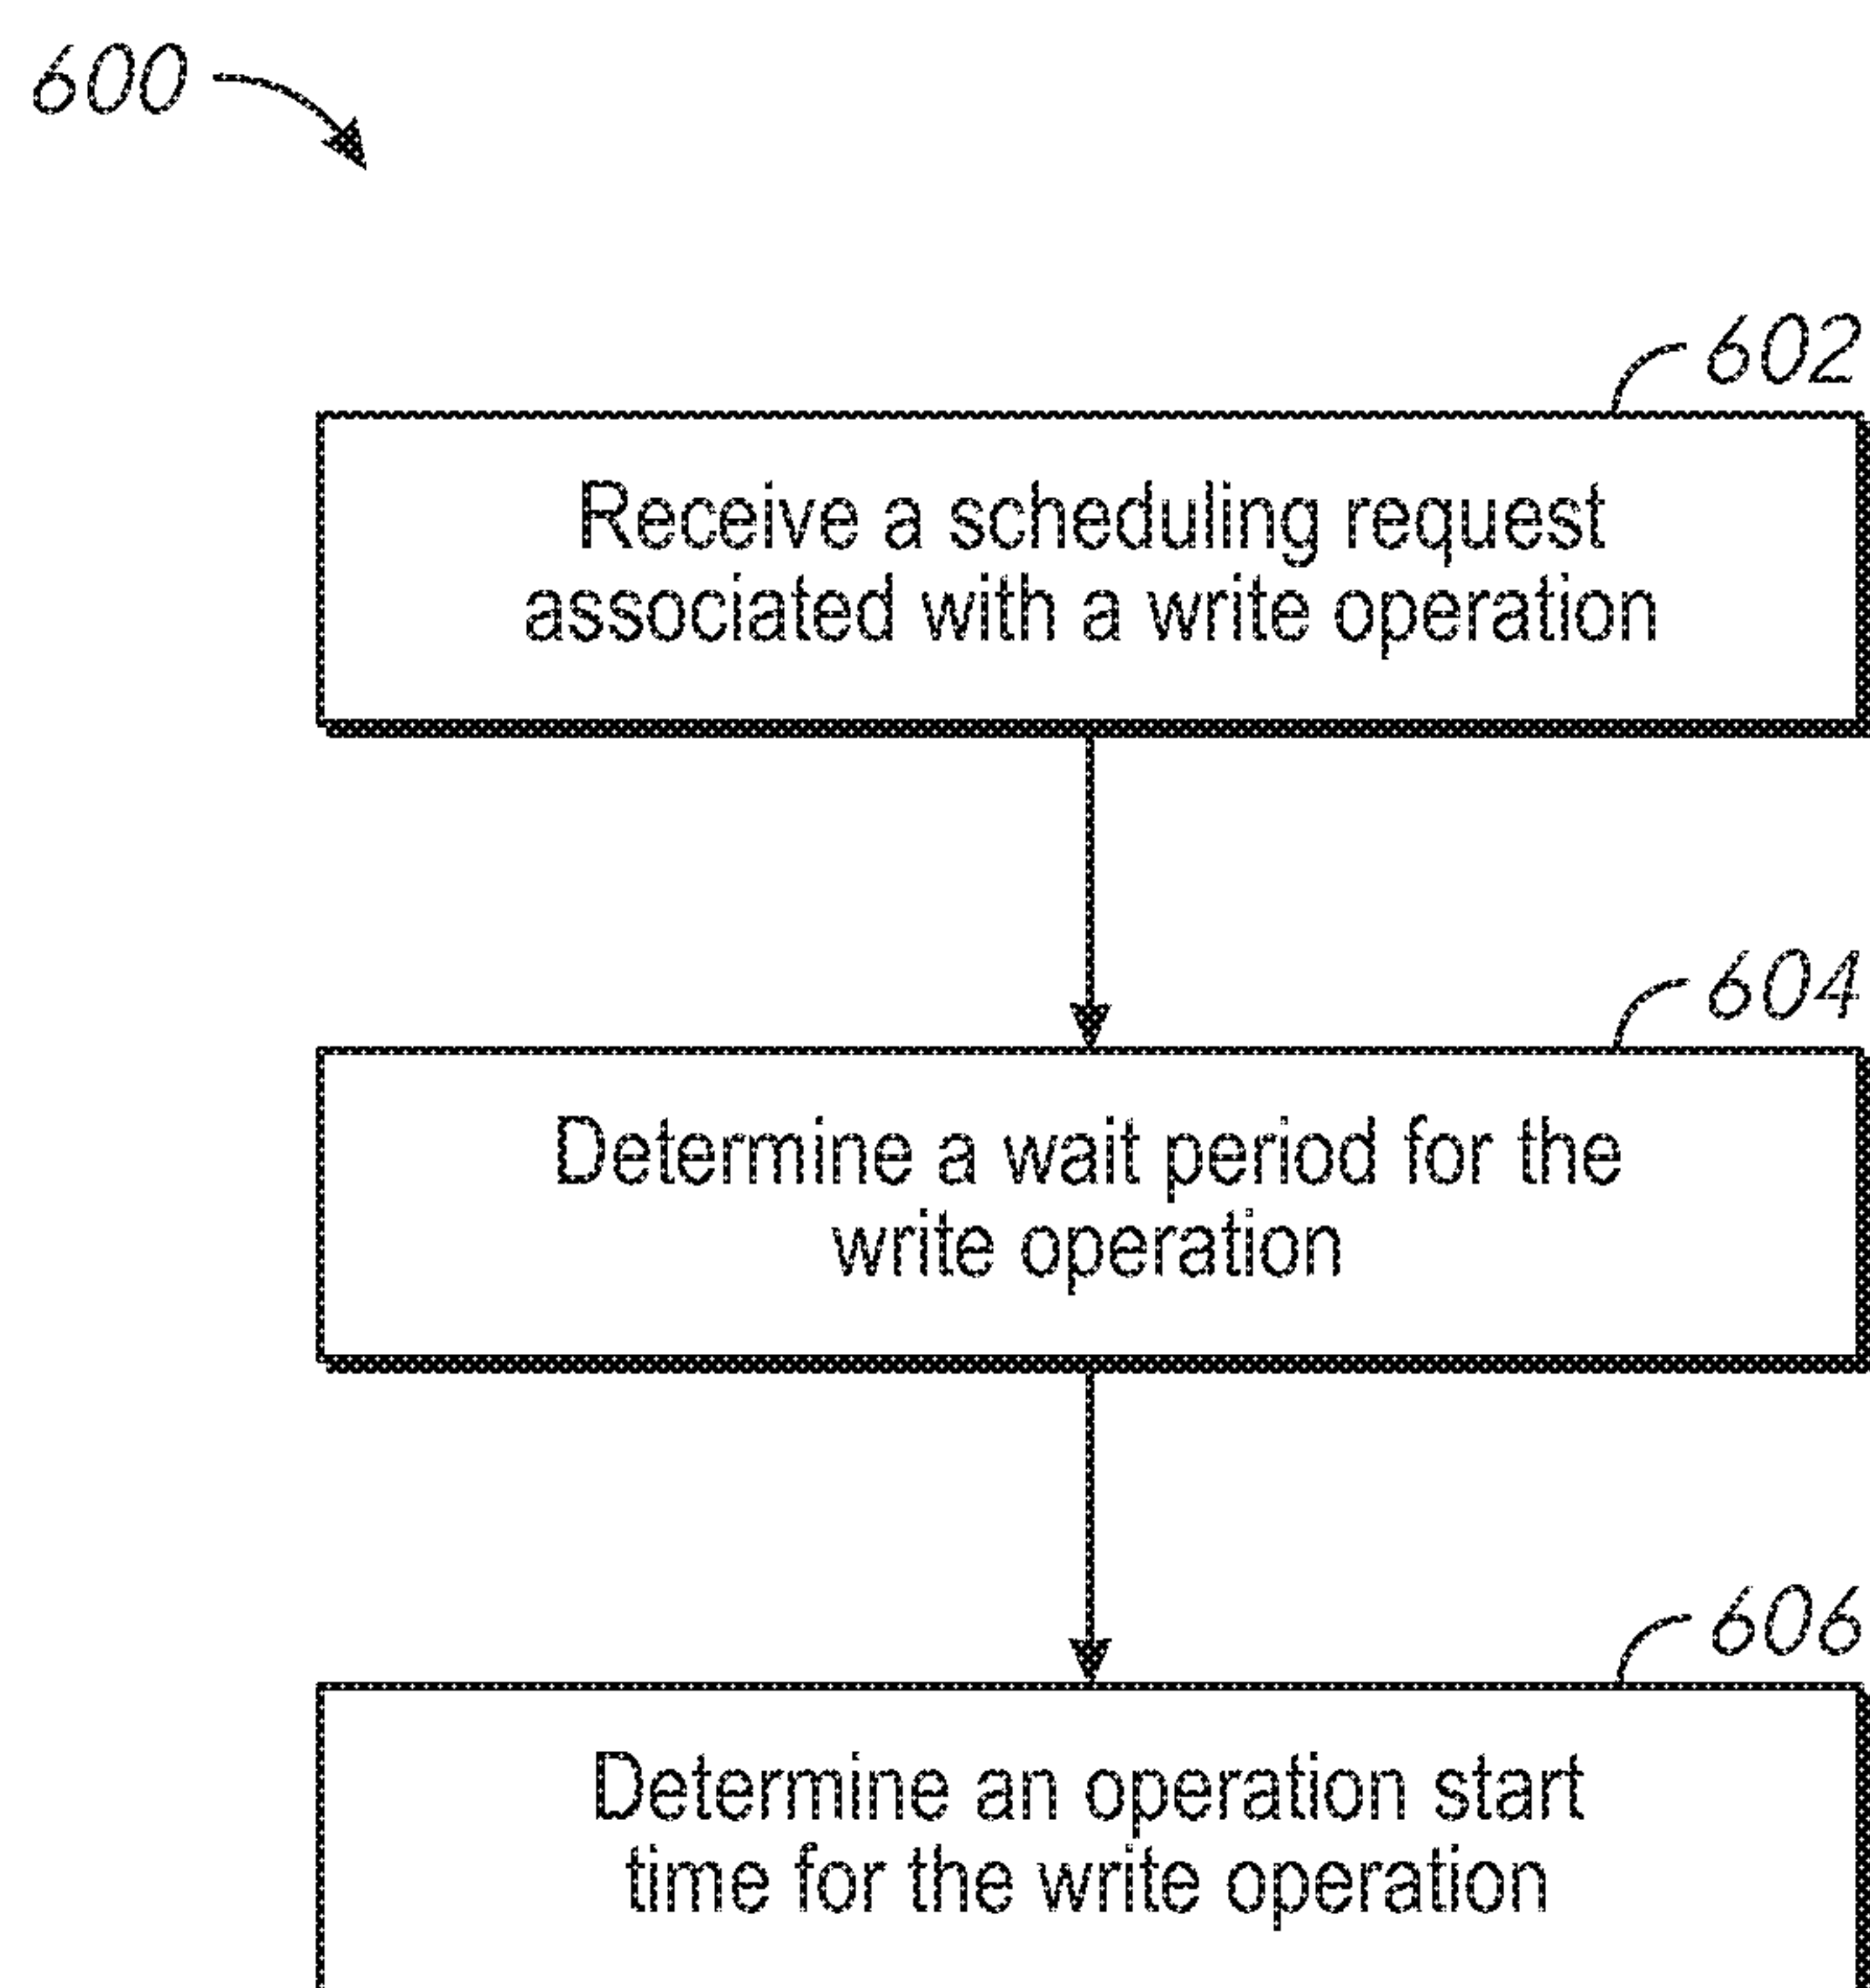 600
602
Receive a scheduling request
associated with a write operation
604
Determine a wait period for the
write operation
606
Determine an operation start
time for the write operation